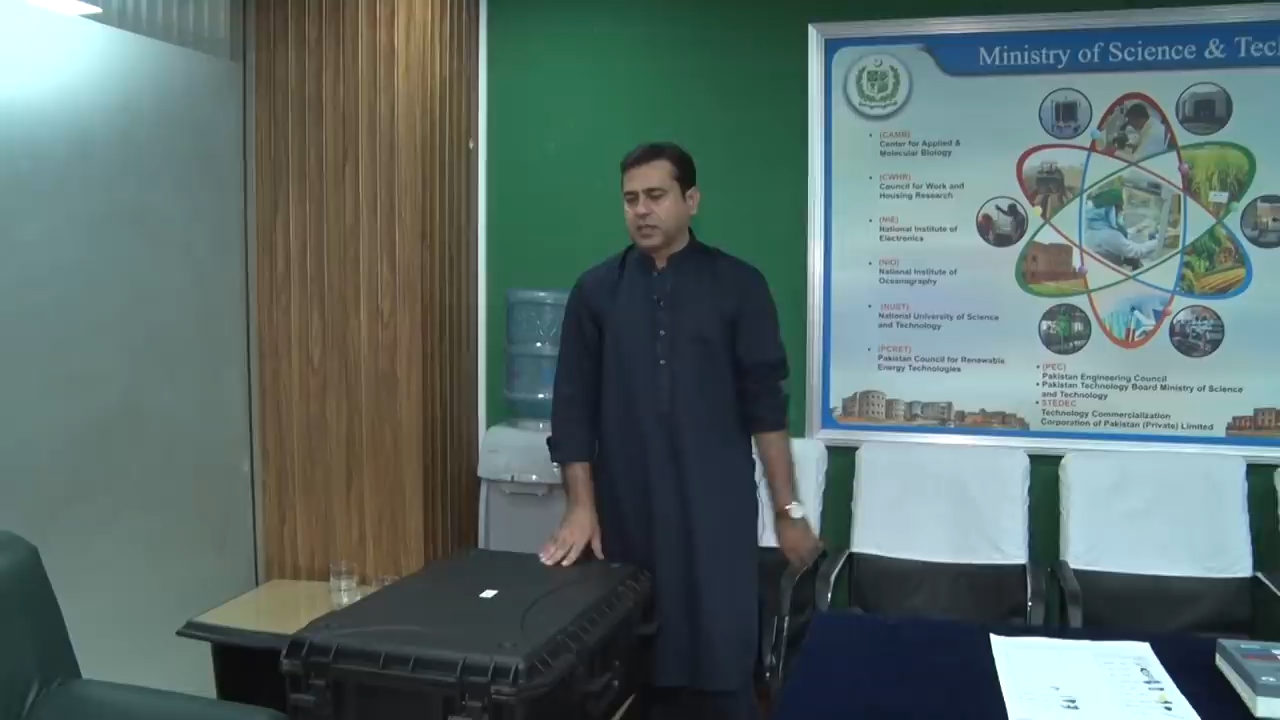 Ministry of Science & Tec
(CAMB)
Center for Applied &
Molecular Biology
(CWHR)
Council for Work and
Housing Research
(NIE)
National Institute of
Electronics
(NIO)
National Institute of
Oceanography
(NUST)
National University of Science
and Technology
(PCRET)
Pakistan Council for Renewable
Energy Technologies
(PEC)
Pakistan Engineering Council
Pakistan Technology Board Ministry of Science
and Technology
STEDEC
Technology Commercialization
Corporation of Pakistan (Private) Limited